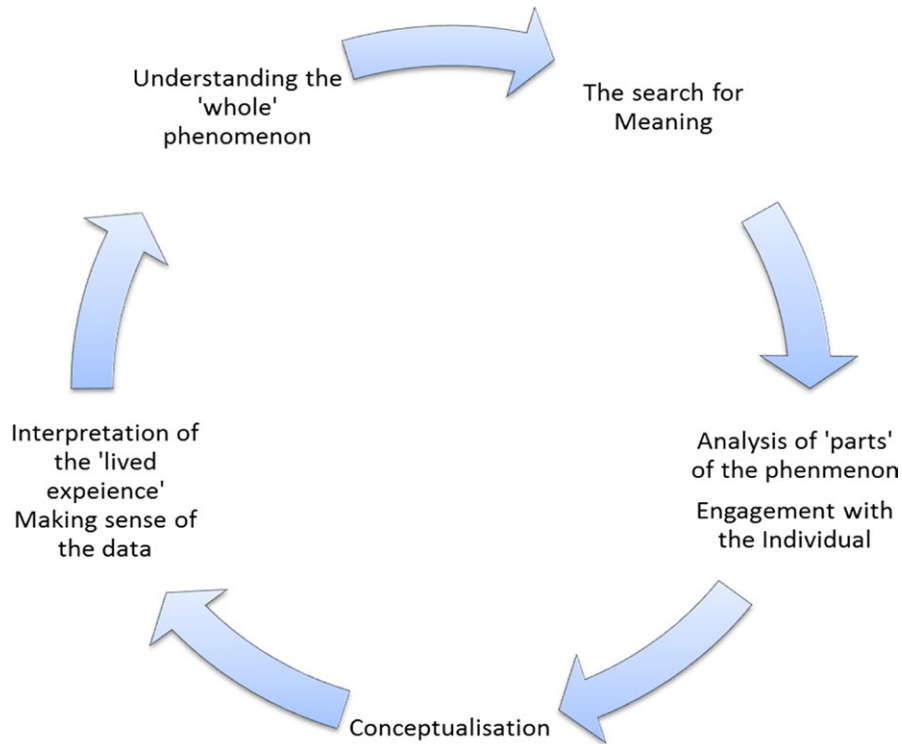 Understanding the
'whole'
phenomenon
The search for
Meaning
Analysis of 'parts'
of the phenmenon
Engagement with
the Individual
Conceptualisation
Interpretation of
the 'lived
expeience'
Making sense of
the data